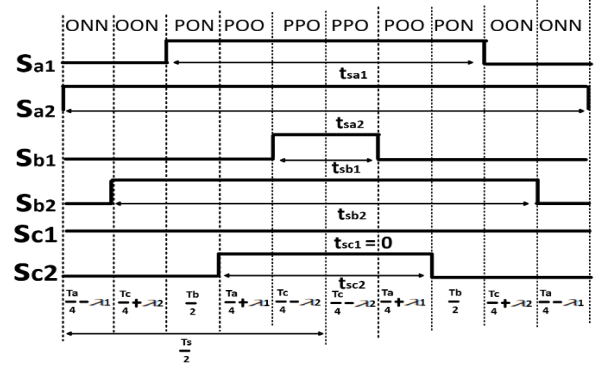 ONN OON PON POO PPO PPO POO PON OON ONN
Sa1
tsa1
Sa2
tsa2
Sb1
tsb1
Sb2
tsb2
Sc1
tsc1 = 0
Sc2
tsc2
Ta/4 - λ1 Tc/4 + λ2 Tb/2 Ta/4 + λ1 Tc/4 - λ2 Tc/4 - λ2 Ta/4 + λ1 Tb/2 Tc/4 + λ2 Ta/4 - λ1
Ts/2